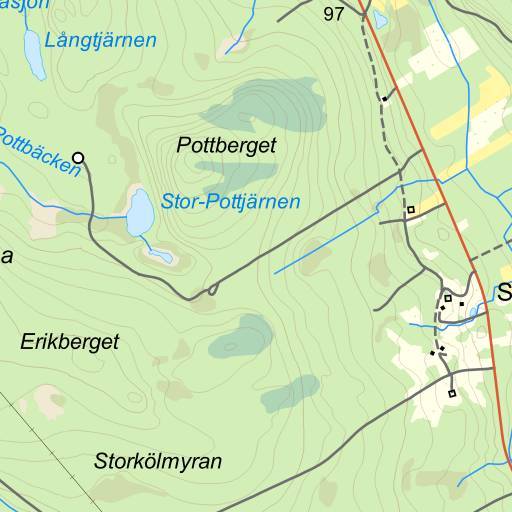 97
Långtjärnen
Pottberget
Pottbäcken
Stor-Pottjärnen
Erikberget
Storkölmyran